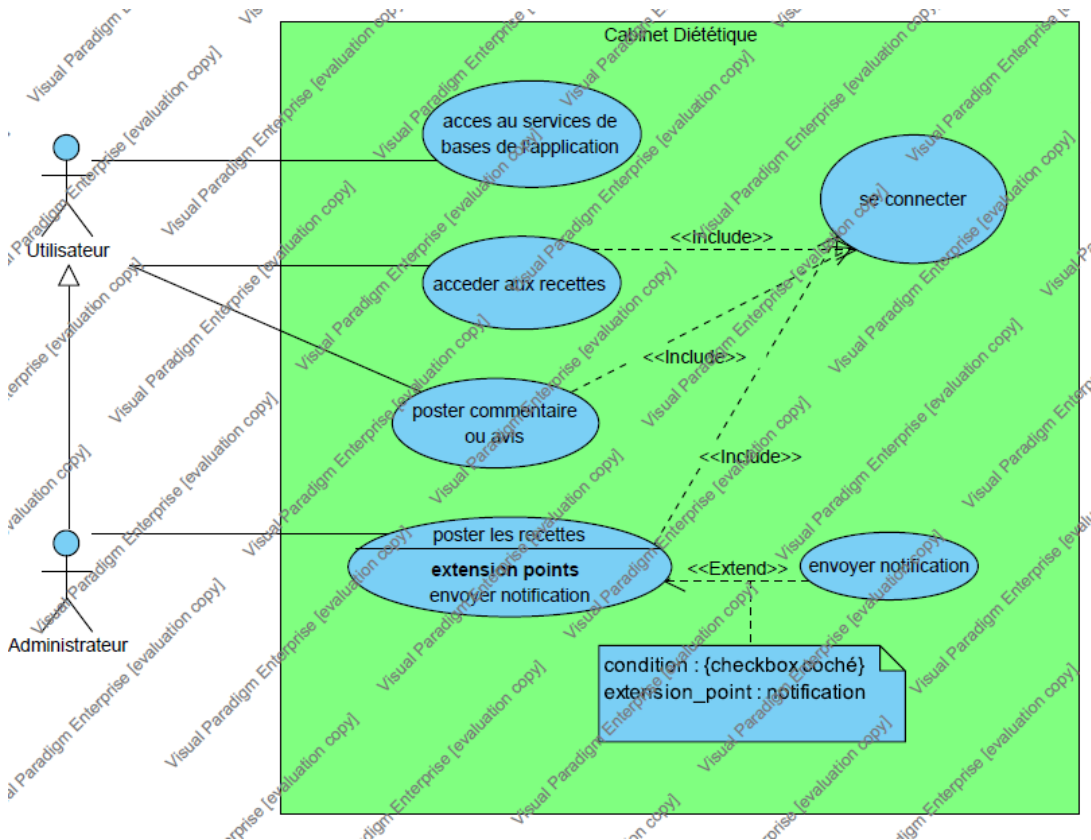 Cabinet Diététique
acces au services de
bases de l'application
se connecter
Utilisateur
<<Include>>
acceder aux recettes
<<Include>>
poster commentaire
ou avis
<<Include>>
poster les recettes
extension points
envoyer notification
<<Extend>>
envoyer notification
Administrateur
condition : {checkbox coché}
extension_point : notification
Visual Paradigm Enterprise [evaluation copy]